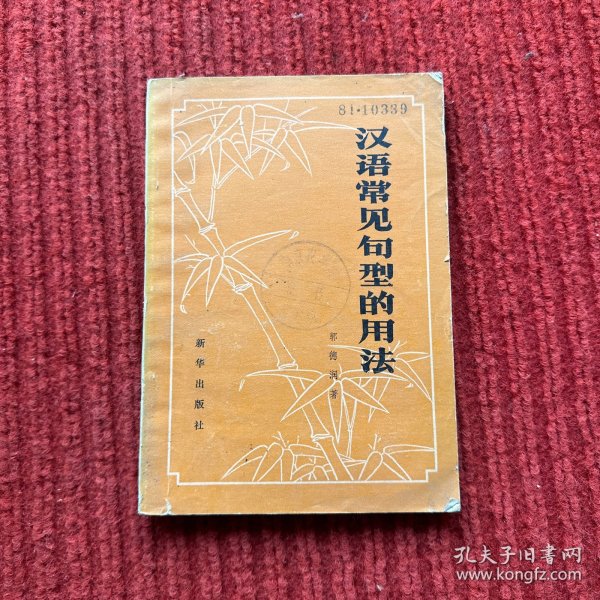 81·10339
汉语常见句型的用法
郭德润著
新华出版社
孔夫子旧书网
www.kongfz.com